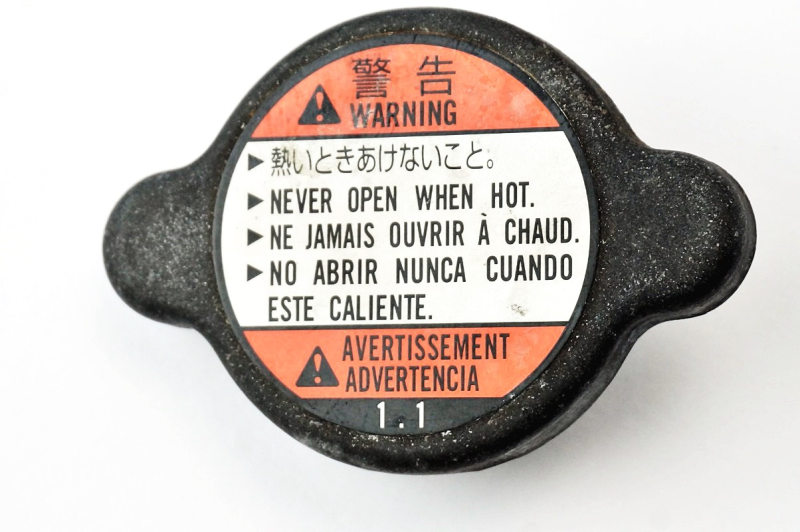 警告
WARNING
▶熱いときあけないこと。
▶NEVER OPEN WHEN HOT.
▶NE JAMAIS OUVRIR À CHAUD.
▶NO ABRIR NUNCA CUANDO
ESTE CALIENTE.
AVERTISSEMENT
ADVERTENCIA
1.1